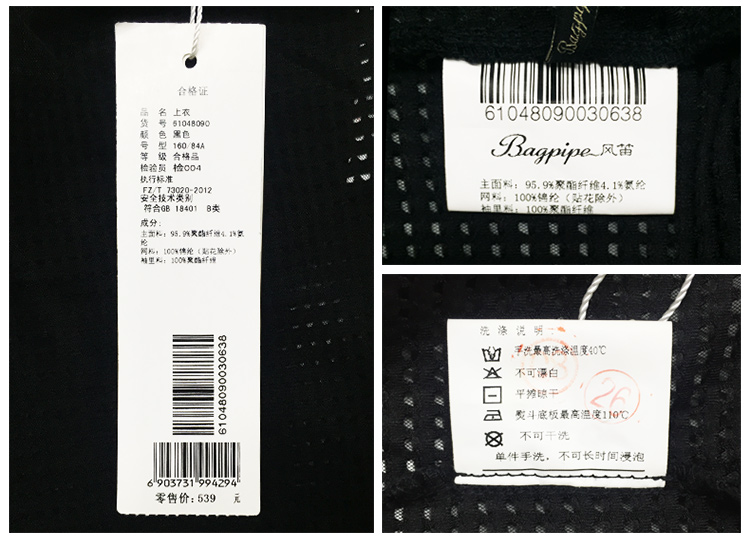 合格证
品 名 上衣
货 号 61048090
颜 色 黑色
号 型 160/84A
等 级 合格品
检验员 检004
执行标准
FZ/T 73020-2012
安全技术类别
符合GB 18401 B类
成分:
主面料: 95.9%聚酯纤维4.1%氨
纶
网料: 100%锦纶（贴花除外）
袖里料: 100%聚酯纤维
61048090030638
6 903731 994294
零售价: 539 元
Bagpipe
61048090030638
Bagpipe 风笛
主面料: 95.9%聚酯纤维4.1%氨纶
网料: 100%锦纶（贴花除外）
袖里料: 100%聚酯纤维
洗 涤 说 明:
手洗最高洗涤温度40℃
不可漂白
平摊晾干
熨斗底板最高温度110℃
不可干洗
单件手洗，不可长时间浸泡
26